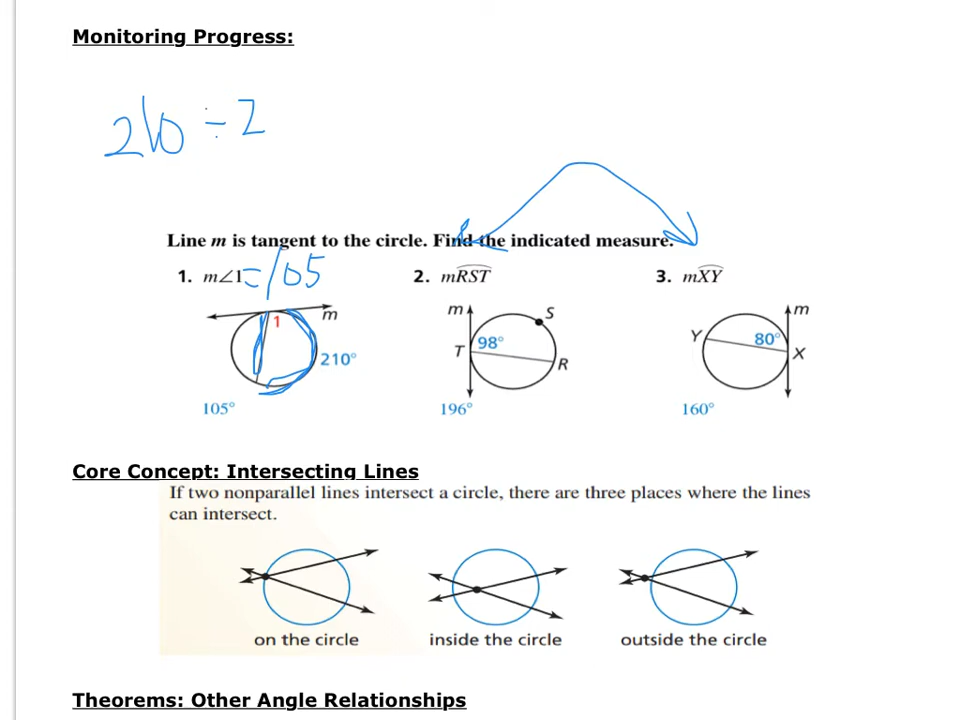 Monitoring Progress:
210 ÷ 2
Line m is tangent to the circle. Find the indicated measure.
1. m∠1 =105
2. mRST
3. mXY
1
m
210°
105°
m
S
T
98°
R
196°
m
Y
80°
X
160°
Core Concept: Intersecting Lines
If two nonparallel lines intersect a circle, there are three places where the lines
can intersect.
on the circle
inside the circle
outside the circle
Theorems: Other Angle Relationships